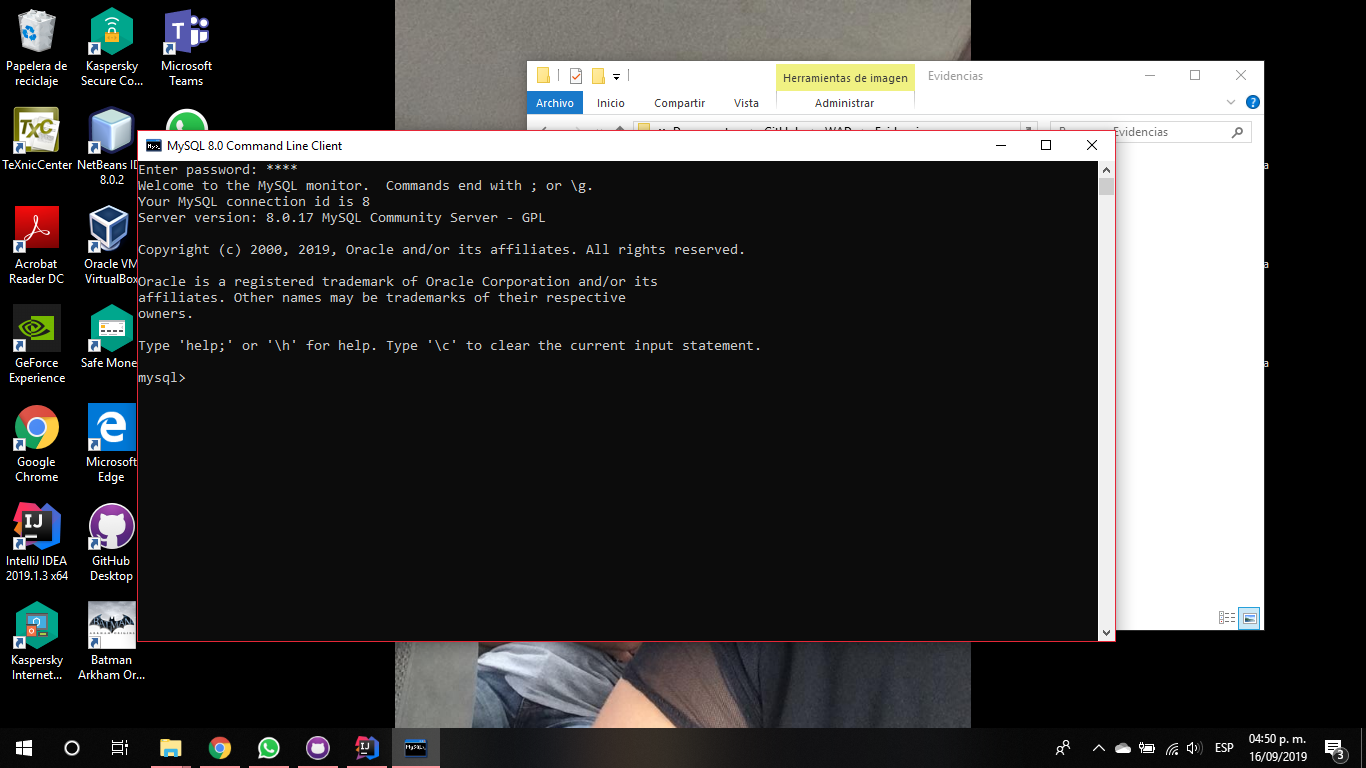 Papelera de
reciclaje
Kaspersky
Secure Co...
Microsoft
Teams
TeXnicCenter
NetBeans ID
8.0.2
Acrobat
Reader DC
Oracle VM
VirtualBox
GeForce
Experience
Safe Mone
Google
Chrome
Microsoft
Edge
IntelliJ IDEA
2019.1.3 x64
GitHub
Desktop
Kaspersky
Internet...
Batman
Arkham Or...
Herramientas de imagen
Evidencias
Archivo
Inicio
Compartir
Vista
Administrar
Evidencias
MySQL 8.0 Command Line Client
Enter password: ****
Welcome to the MySQL monitor.  Commands end with ; or \g.
Your MySQL connection id is 8
Server version: 8.0.17 MySQL Community Server - GPL
Copyright (c) 2000, 2019, Oracle and/or its affiliates. All rights reserved.
Oracle is a registered trademark of Oracle Corporation and/or its
affiliates. Other names may be trademarks of their respective
owners.
Type 'help;' or '\h' for help. Type '\c' to clear the current input statement.
mysql>
ESP
04:50 p. m.
16/09/2019
3